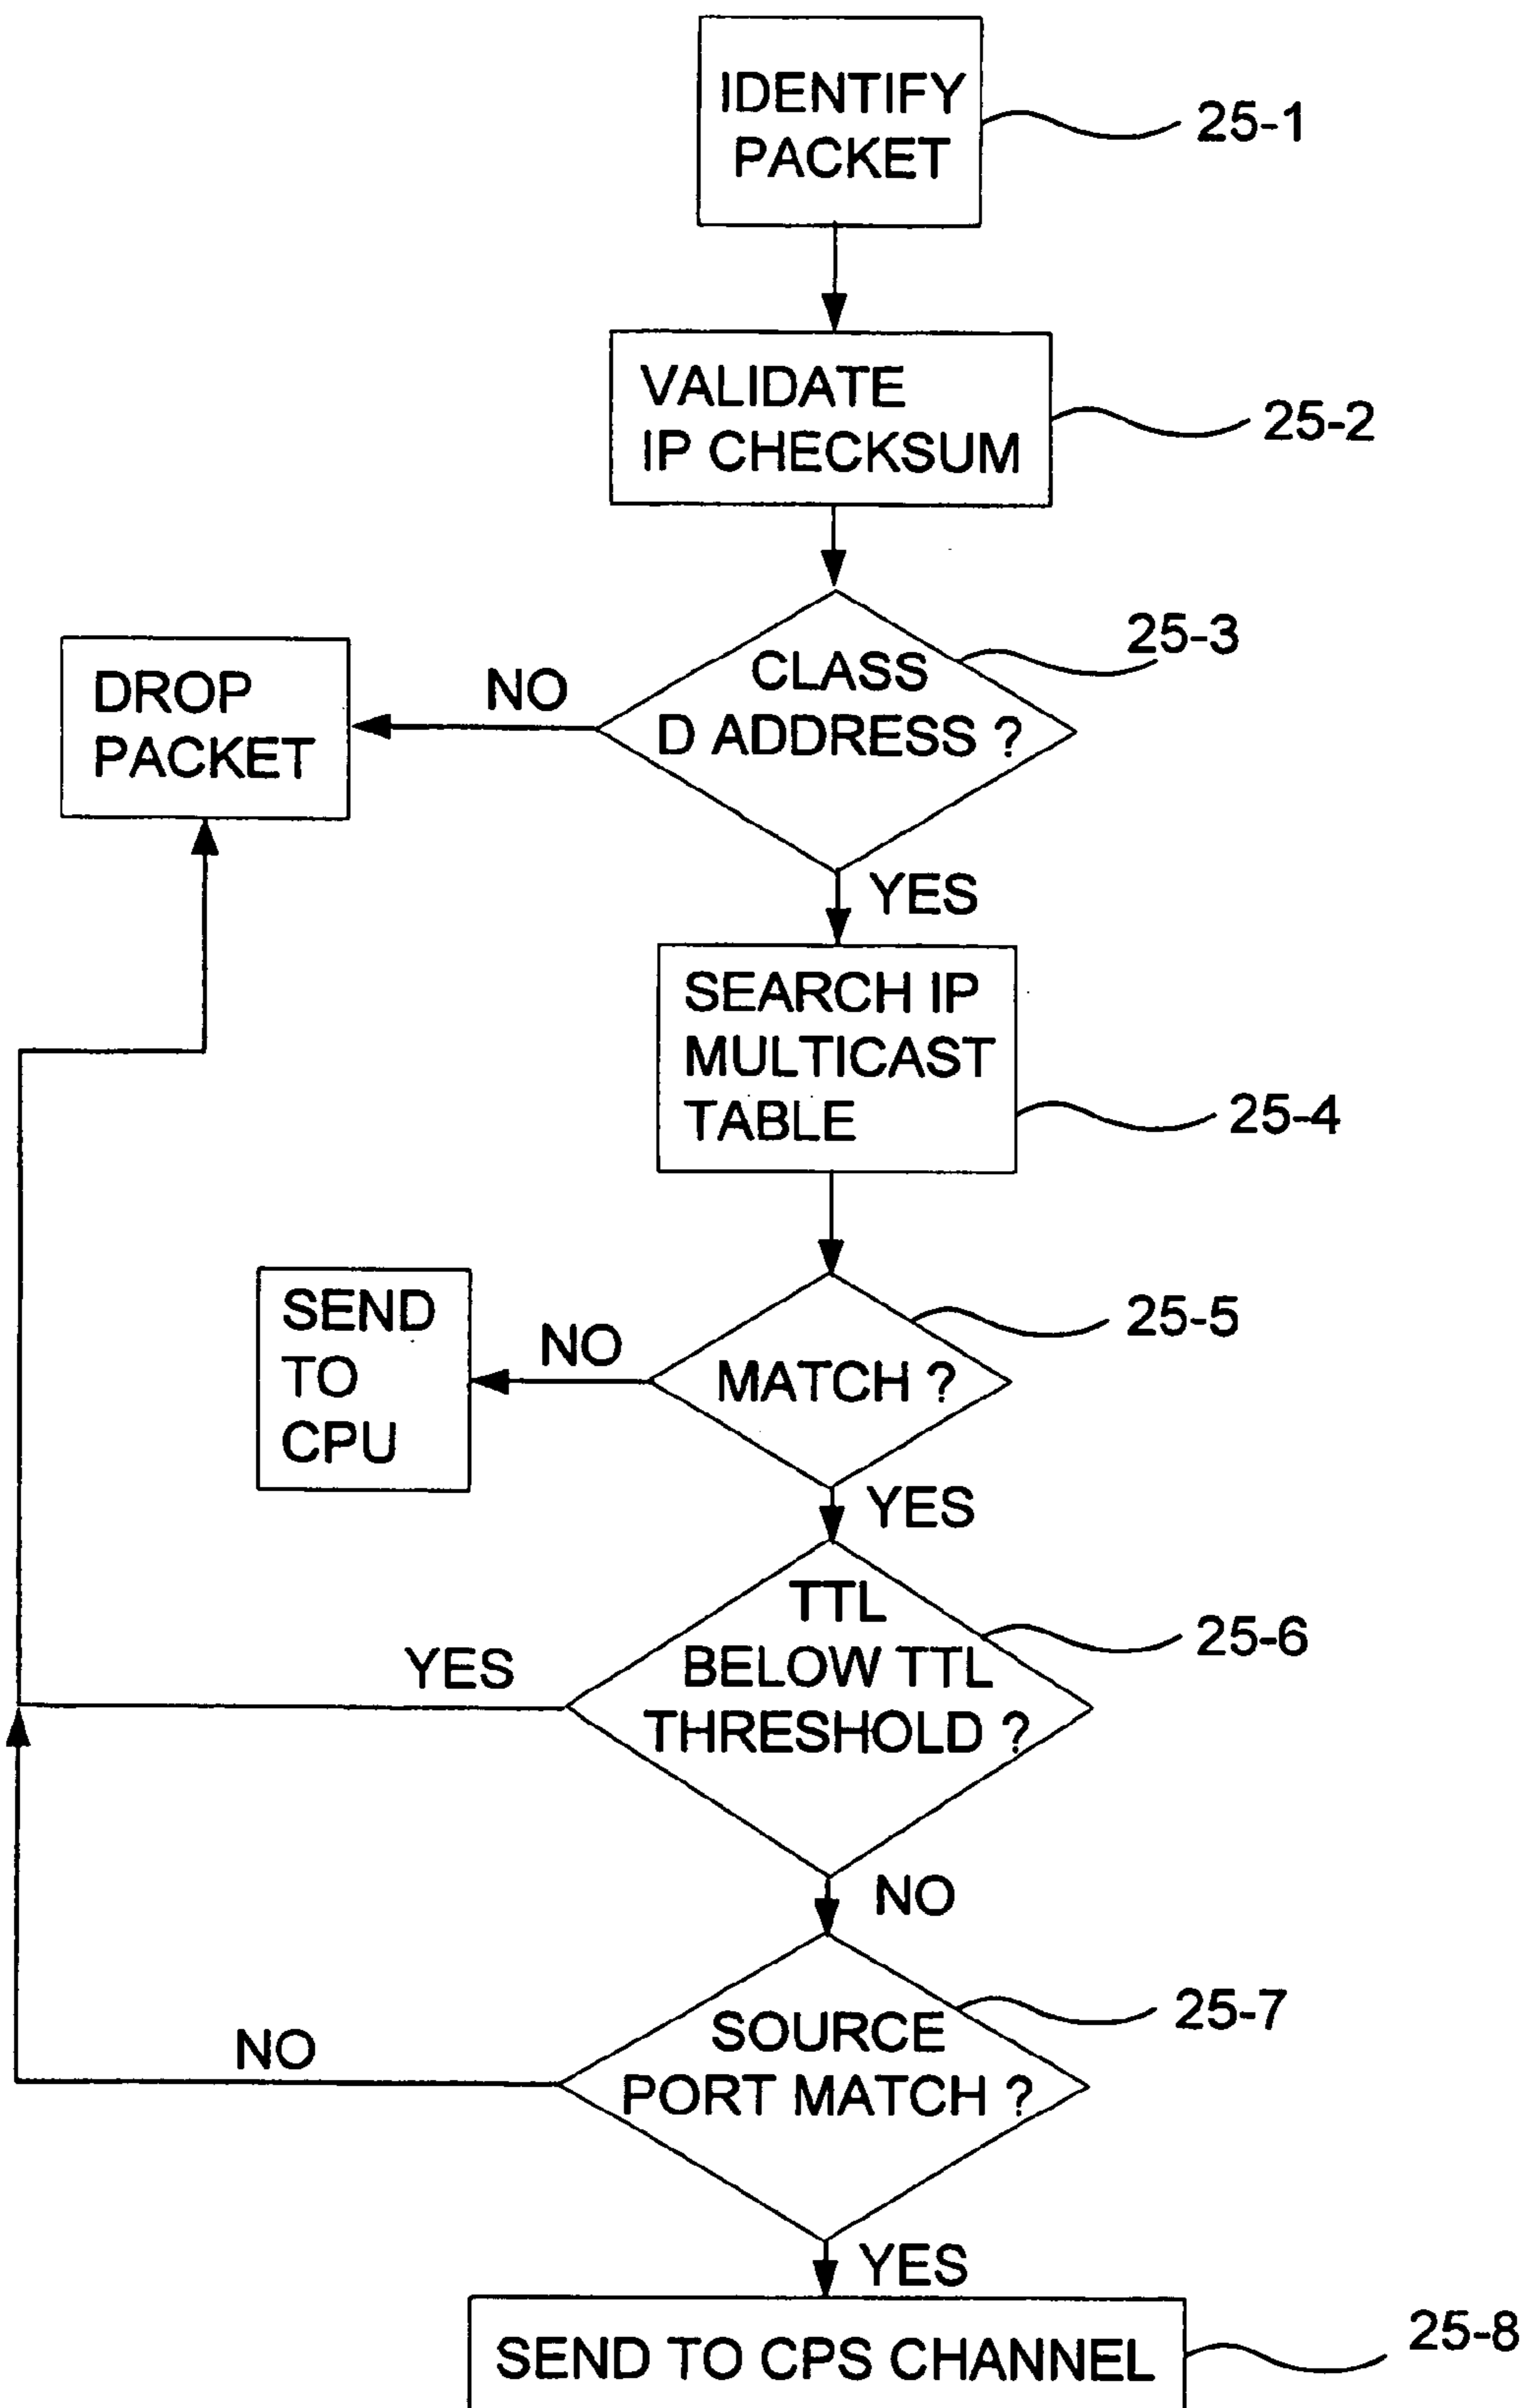 IDENTIFY
PACKET
25-1
VALIDATE
IP CHECKSUM
25-2
CLASS
D ADDRESS ?
25-3
NO
DROP
PACKET
YES
SEARCH IP
MULTICAST
TABLE
25-4
MATCH ?
25-5
NO
SEND
TO
CPU
YES
TTL
BELOW TTL
THRESHOLD ?
25-6
YES
NO
SOURCE
PORT MATCH ?
25-7
NO
YES
SEND TO CPS CHANNEL
25-8